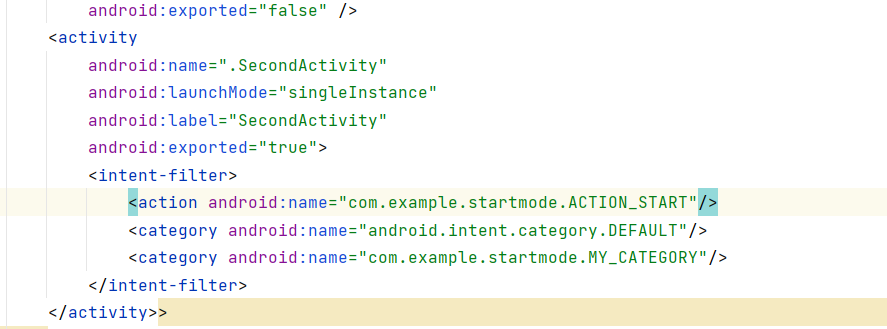 android:exported="false" />
<activity
android:name=".SecondActivity"
android:launchMode="singleInstance"
android:label="SecondActivity"
android:exported="true">
<intent-filter>
<action android:name="com.example.startmode.ACTION_START"/>
<category android:name="android.intent.category.DEFAULT"/>
<category android:name="com.example.startmode.MY_CATEGORY"/>
</intent-filter>
</activity>>